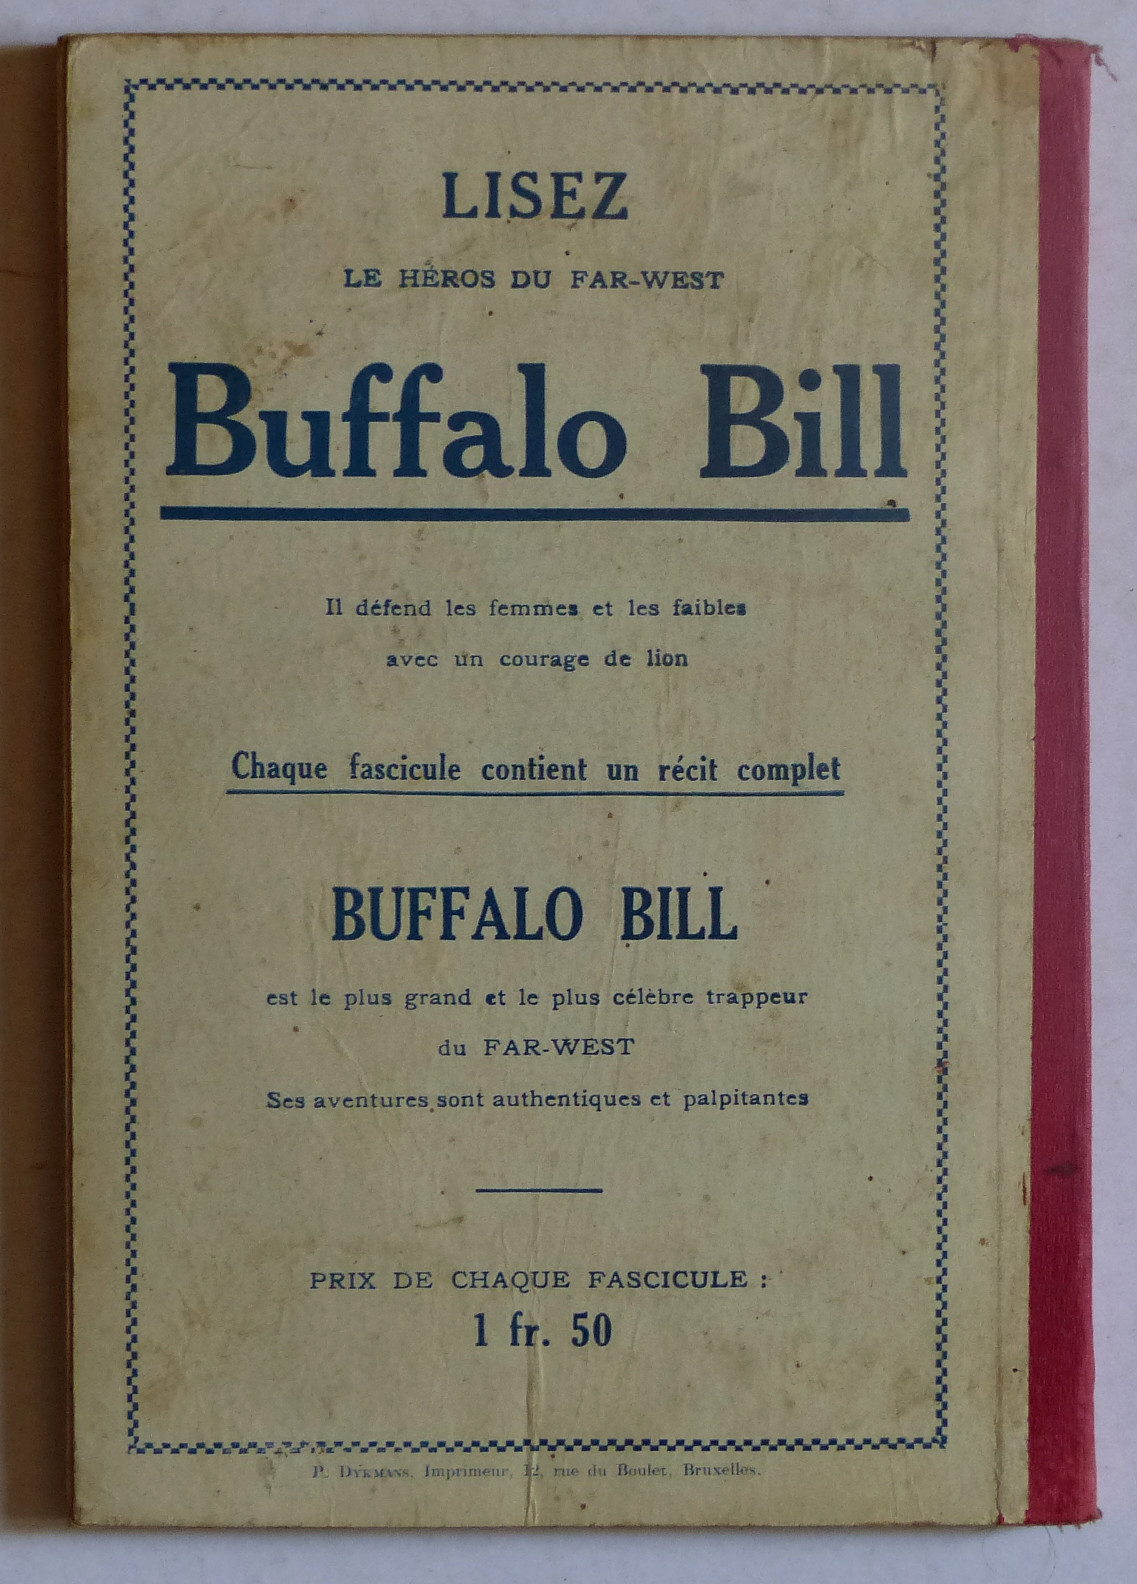 LISEZ
LE HÉROS DU FAR-WEST
Buffalo Bill
Il défend les femmes et les faibles
avec un courage de lion
Chaque fascicule contient un récit complet
BUFFALO BILL
est le plus grand et le plus célèbre trappeur
du FAR-WEST
Ses aventures sont authentiques et palpitantes
PRIX DE CHAQUE FASCICULE :
1 fr. 50
P. DYKMANS, Imprimeur, 12, rue du Boulet, Bruxelles.